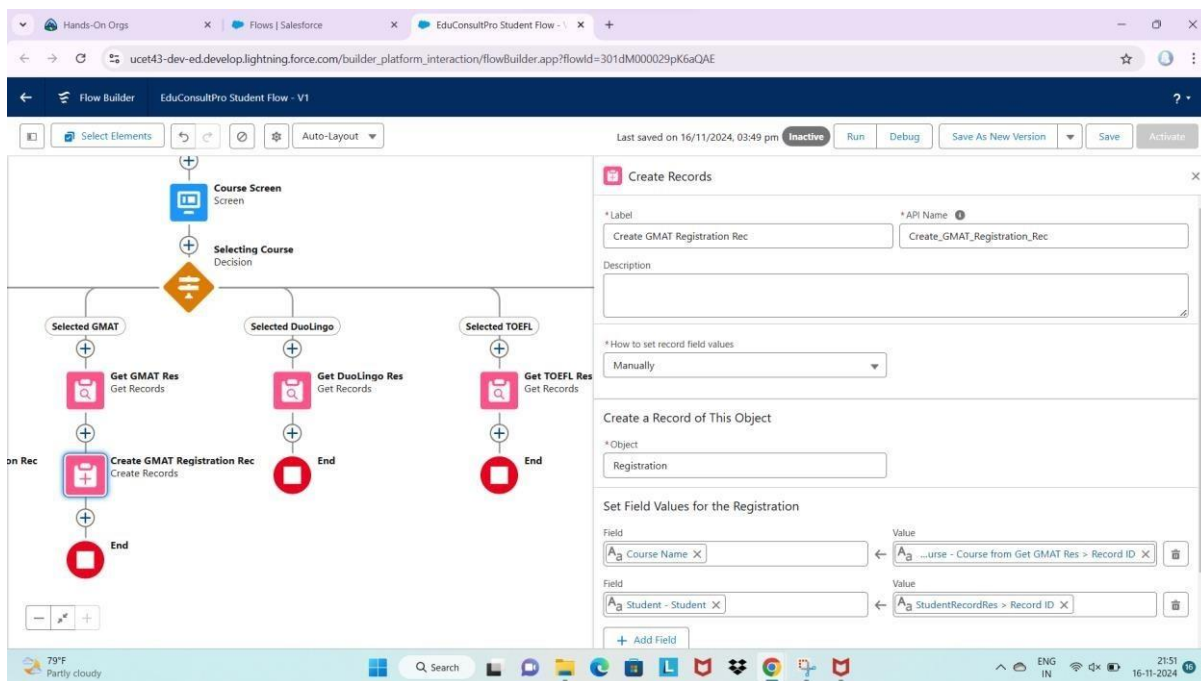 Hands-On Orgs
Flows | Salesforce
EduConsultPro Student Flow - V
ucet43-dev-ed.develop.lightning.force.com/builder_platform_interaction/flowBuilder.app?flowId=301dM000029pK6aQAE
Flow Builder EduConsultPro Student Flow - V1
?
Select Elements Auto-Layout Last saved on 16/11/2024, 03:49 pm Inactive Run Debug Save As New Version Save Activate
Course Screen
Screen
Selecting Course
Decision
Selected GMAT Selected DuoLingo Selected TOEFL
Get GMAT Res
Get Records
Get DuoLingo Res
Get Records
Get TOEFL Res
Get Records
on Rec
Create GMAT Registration Rec
Create Records
End
End
End
Create Records
*Label
Create GMAT Registration Rec
*API Name
Create_GMAT_Registration_Rec
Description
*How to set record field values
Manually
Create a Record of This Object
*Object
Registration
Set Field Values for the Registration
Field Value
Aa Course Name Aa ...urse - Course from Get GMAT Res > Record ID
Field Value
Aa Student - Student Aa StudentRecordRes > Record ID
+ Add Field
79°F
Partly cloudy
Search
ENG
IN
21:51
16-11-2024
16